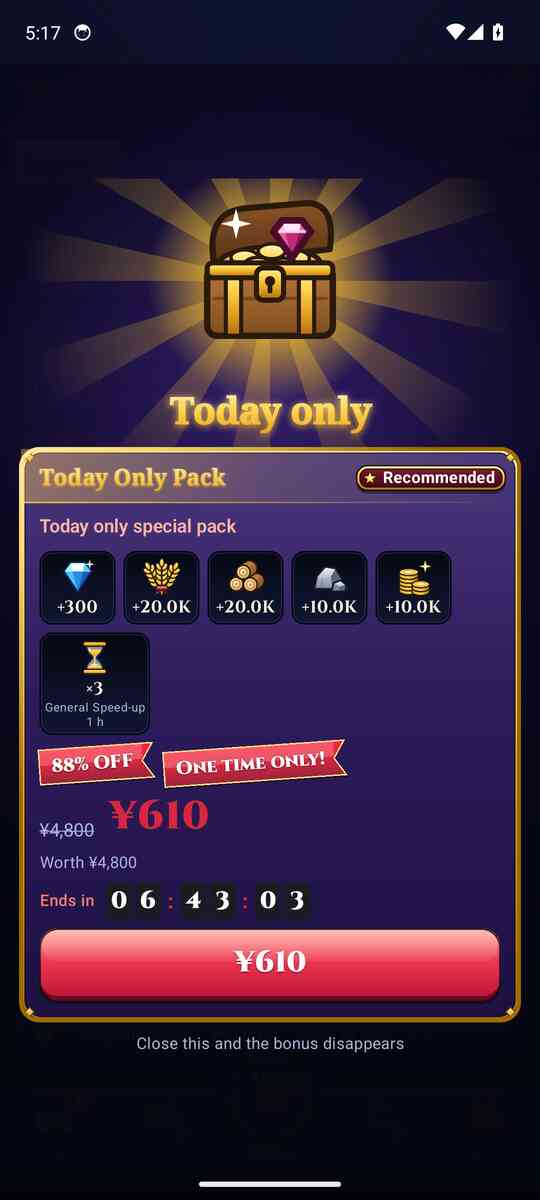 5:17
Today only
Today Only Pack
★ Recommended
Today only special pack
+300
+20.0K
+20.0K
+10.0K
+10.0K
×3
General Speed-up
1 h
88% OFF
ONE TIME ONLY!
¥4,800 ¥610
Worth ¥4,800
Ends in 06:43:03
¥610
Close this and the bonus disappears